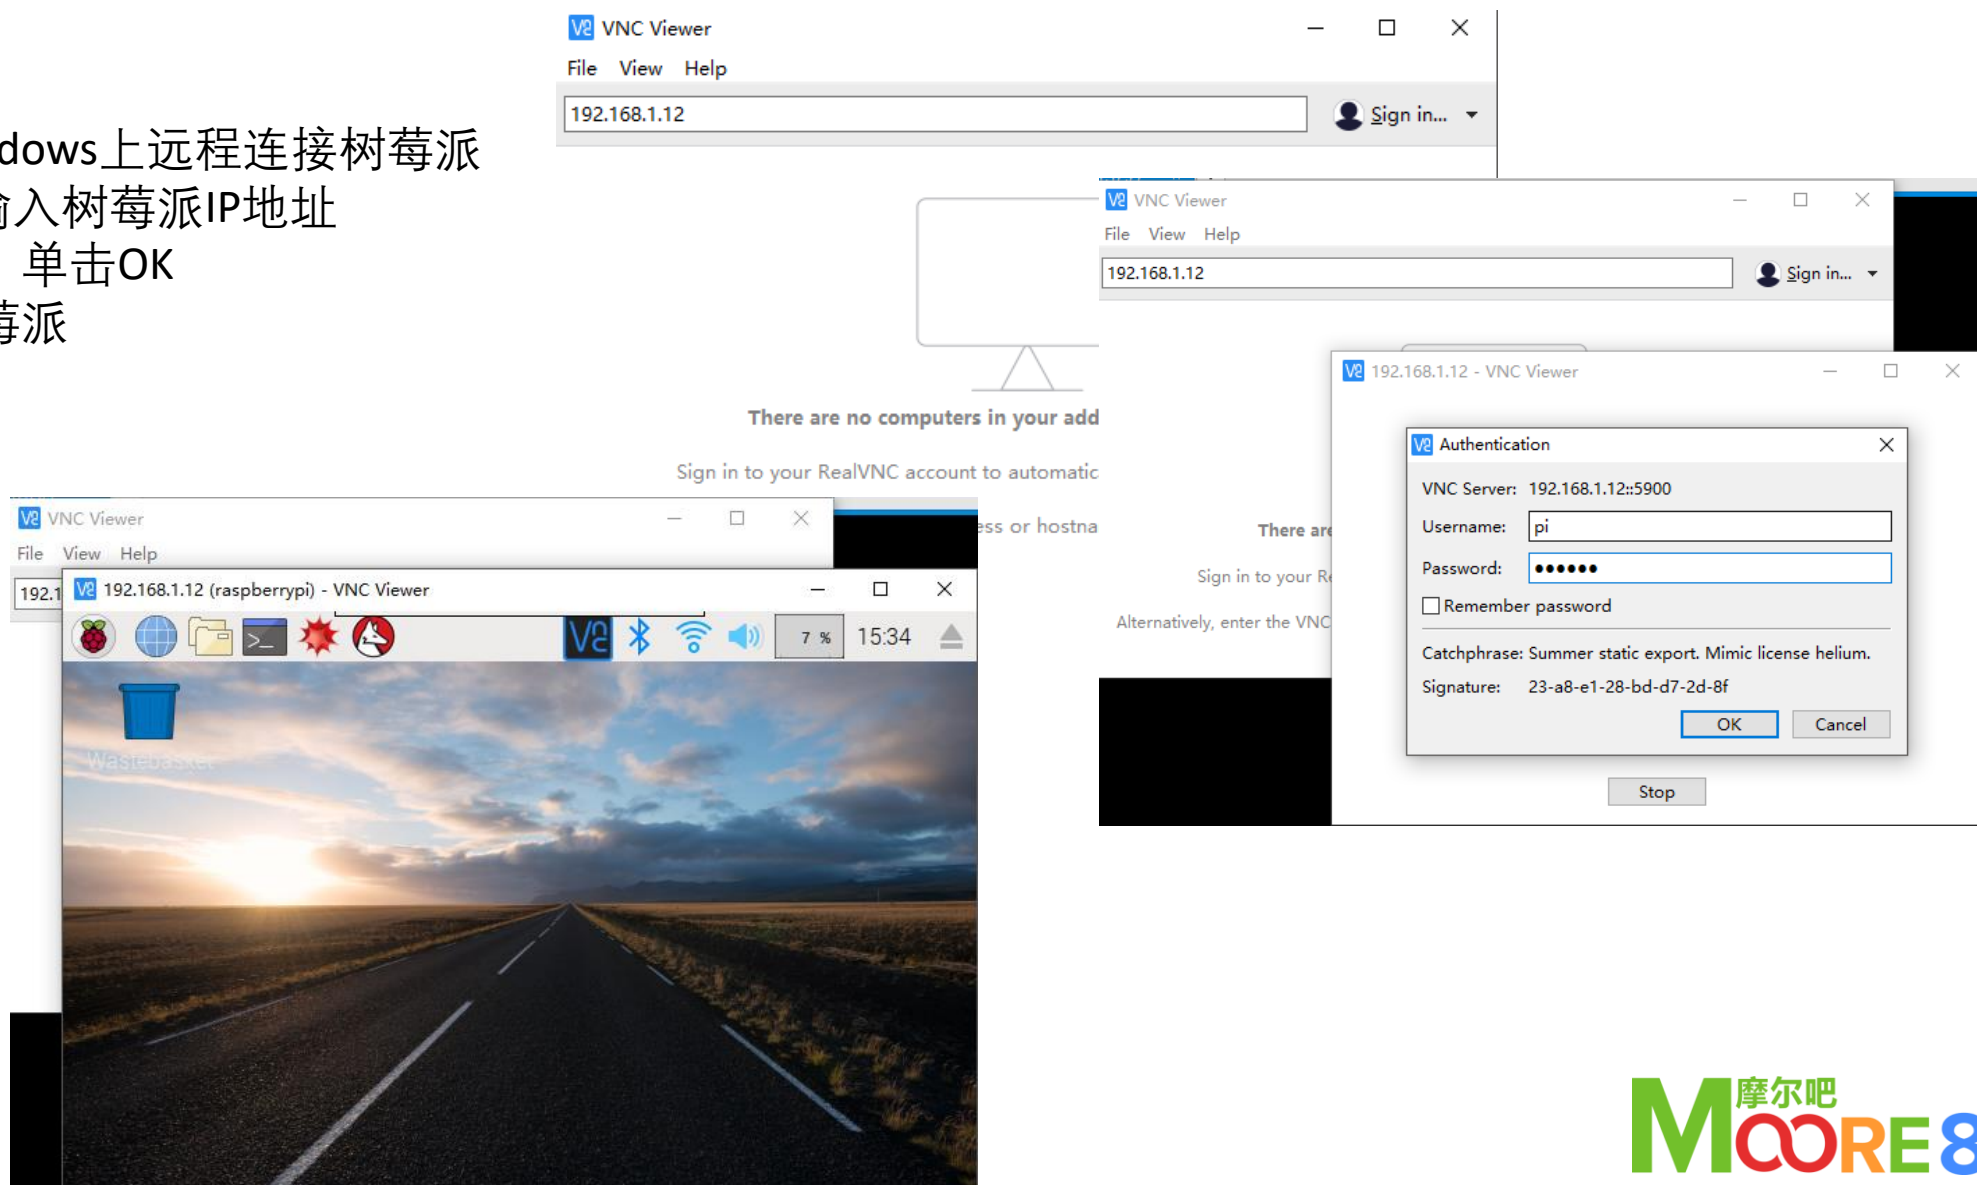 dows上远程连接树莓派
输入树莓派IP地址
单击OK
莓派
VNC Viewer
File View Help
192.168.1.12
Sign in...
There are no computers in your add
Sign in to your RealVNC account to automatic
ess or hostna
VNC Viewer
File View Help
192.168.1.12
Sign in...
There are
Sign in to your Re
Alternatively, enter the VNC
192.168.1.12 - VNC Viewer
Authentication
VNC Server: 192.168.1.12::5900
Username: pi
Password: ●●●●●●
Remember password
Catchphrase: Summer static export. Mimic license helium.
Signature: 23-a8-e1-28-bd-d7-2d-8f
OK Cancel
Stop
VNC Viewer
File View Help
192.1
192.168.1.12 (raspberrypi) - VNC Viewer
7 % 15:34
Wastebasket
摩尔吧
MOORE8